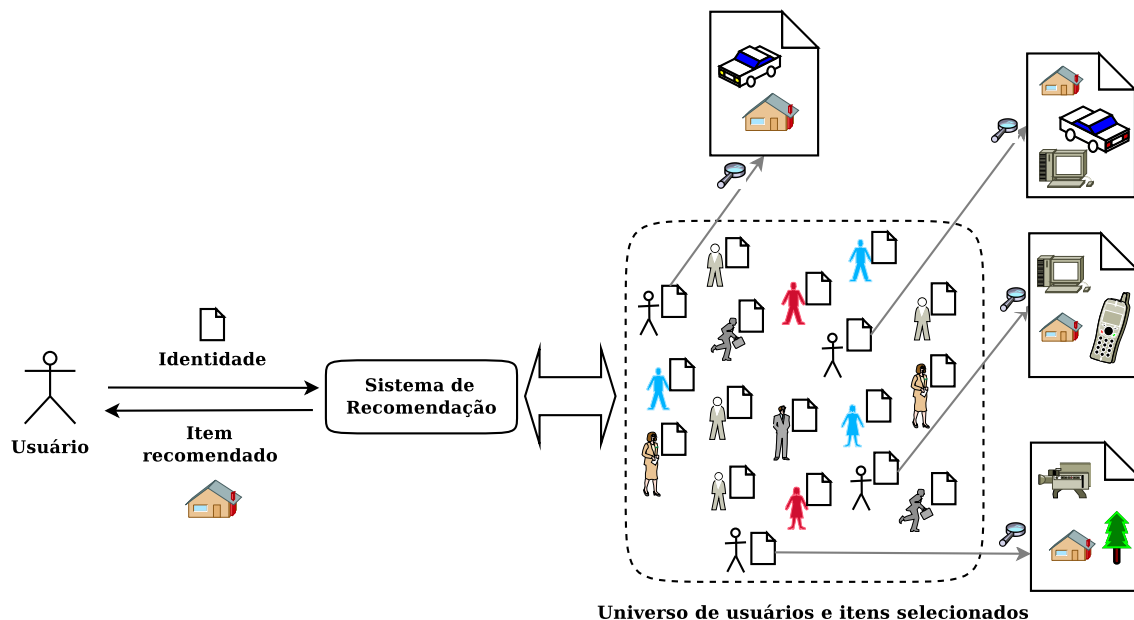 Identidade
Usuário
Sistema de
Recomendação
Item
recomendado
Universo de usuários e itens selecionados